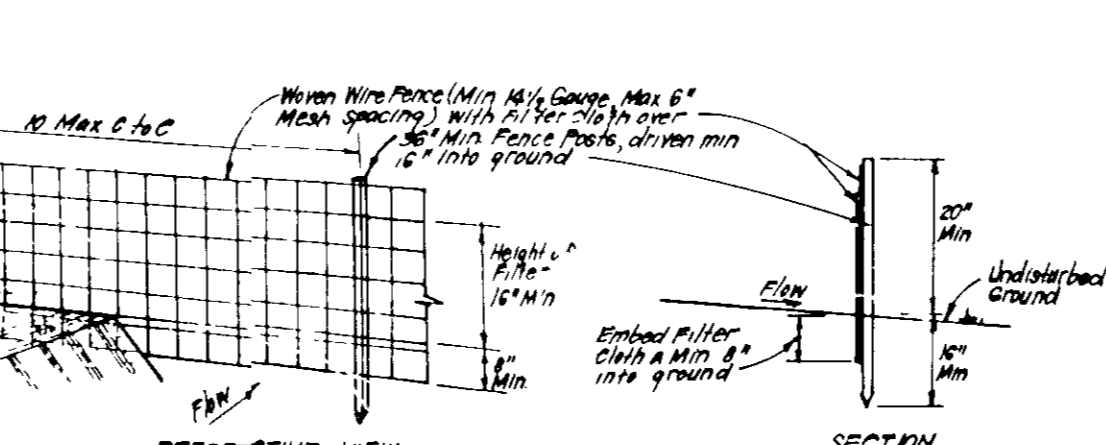 Woven Wire Fence (Min 14½ Gauge, Max 6"
Mesh Spacing) with Filter Cloth over
10 Max C to C
36" Min. Fence Posts, driven min
16" into ground
Height of
Filter
16" Min
8"
Min.
Flow
PERSPECTIVE VIEW
20"
Min
Flow
Undisturbed
Ground
Embed Filter
Cloth a Min 8"
into ground
16"
Min
SECTION